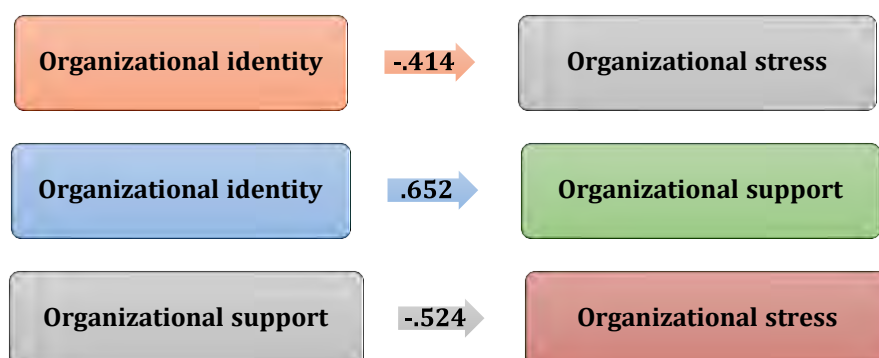 Organizational identity -.414 Organizational stress
Organizational identity .652 Organizational support
Organizational support -.524 Organizational stress